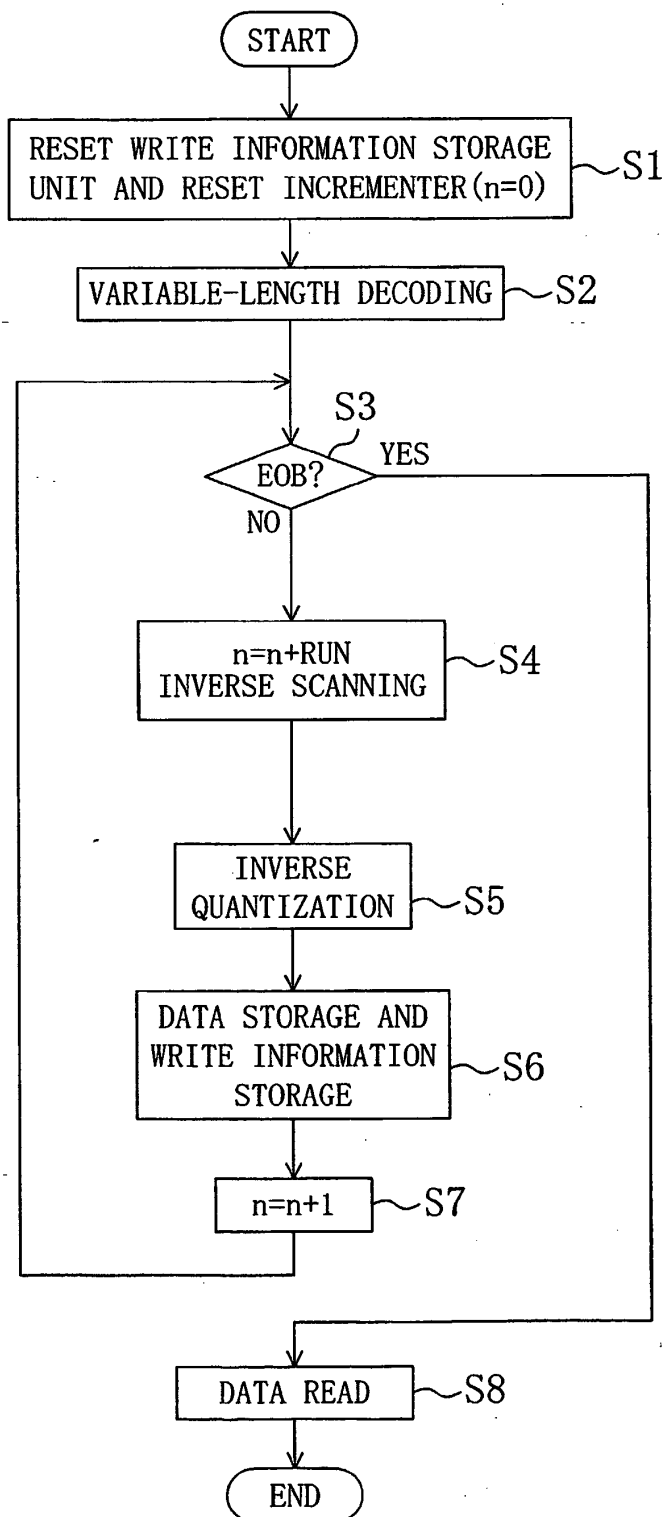 START
RESET WRITE INFORMATION STORAGE
UNIT AND RESET INCREMENTER(n=0)
S1
VARIABLE-LENGTH DECODING
S2
S3
EOB?
YES
NO
n=n+RUN
INVERSE SCANNING
S4
INVERSE
QUANTIZATION
S5
DATA STORAGE AND
WRITE INFORMATION
STORAGE
S6
n=n+1
S7
DATA READ
S8
END